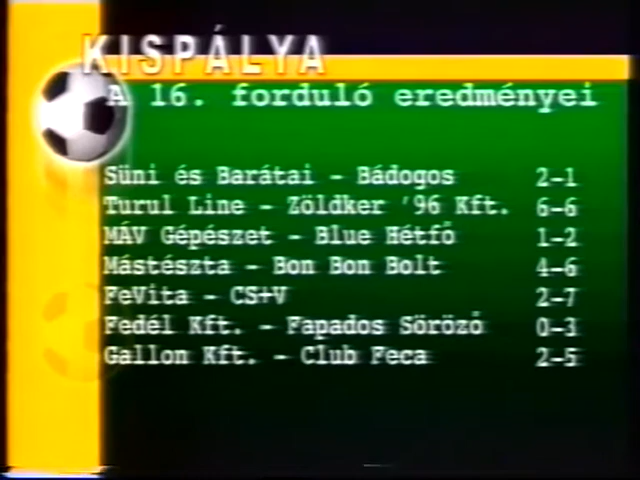 KISPÁLYA
A 16. forduló eredményei
Süni és Barátai - Bádogos 2-1
Turul Line - Zöldker '96 Kft. 6-6
MÁV Gépészet - Blue Hétfő 1-2
Mástészta - Bon Bon Bolt 4-6
FeVita - CS+V 2-7
Fedél Kft. - Fapados Söröző 0-3
Gallon Kft. - Club Feca 2-5